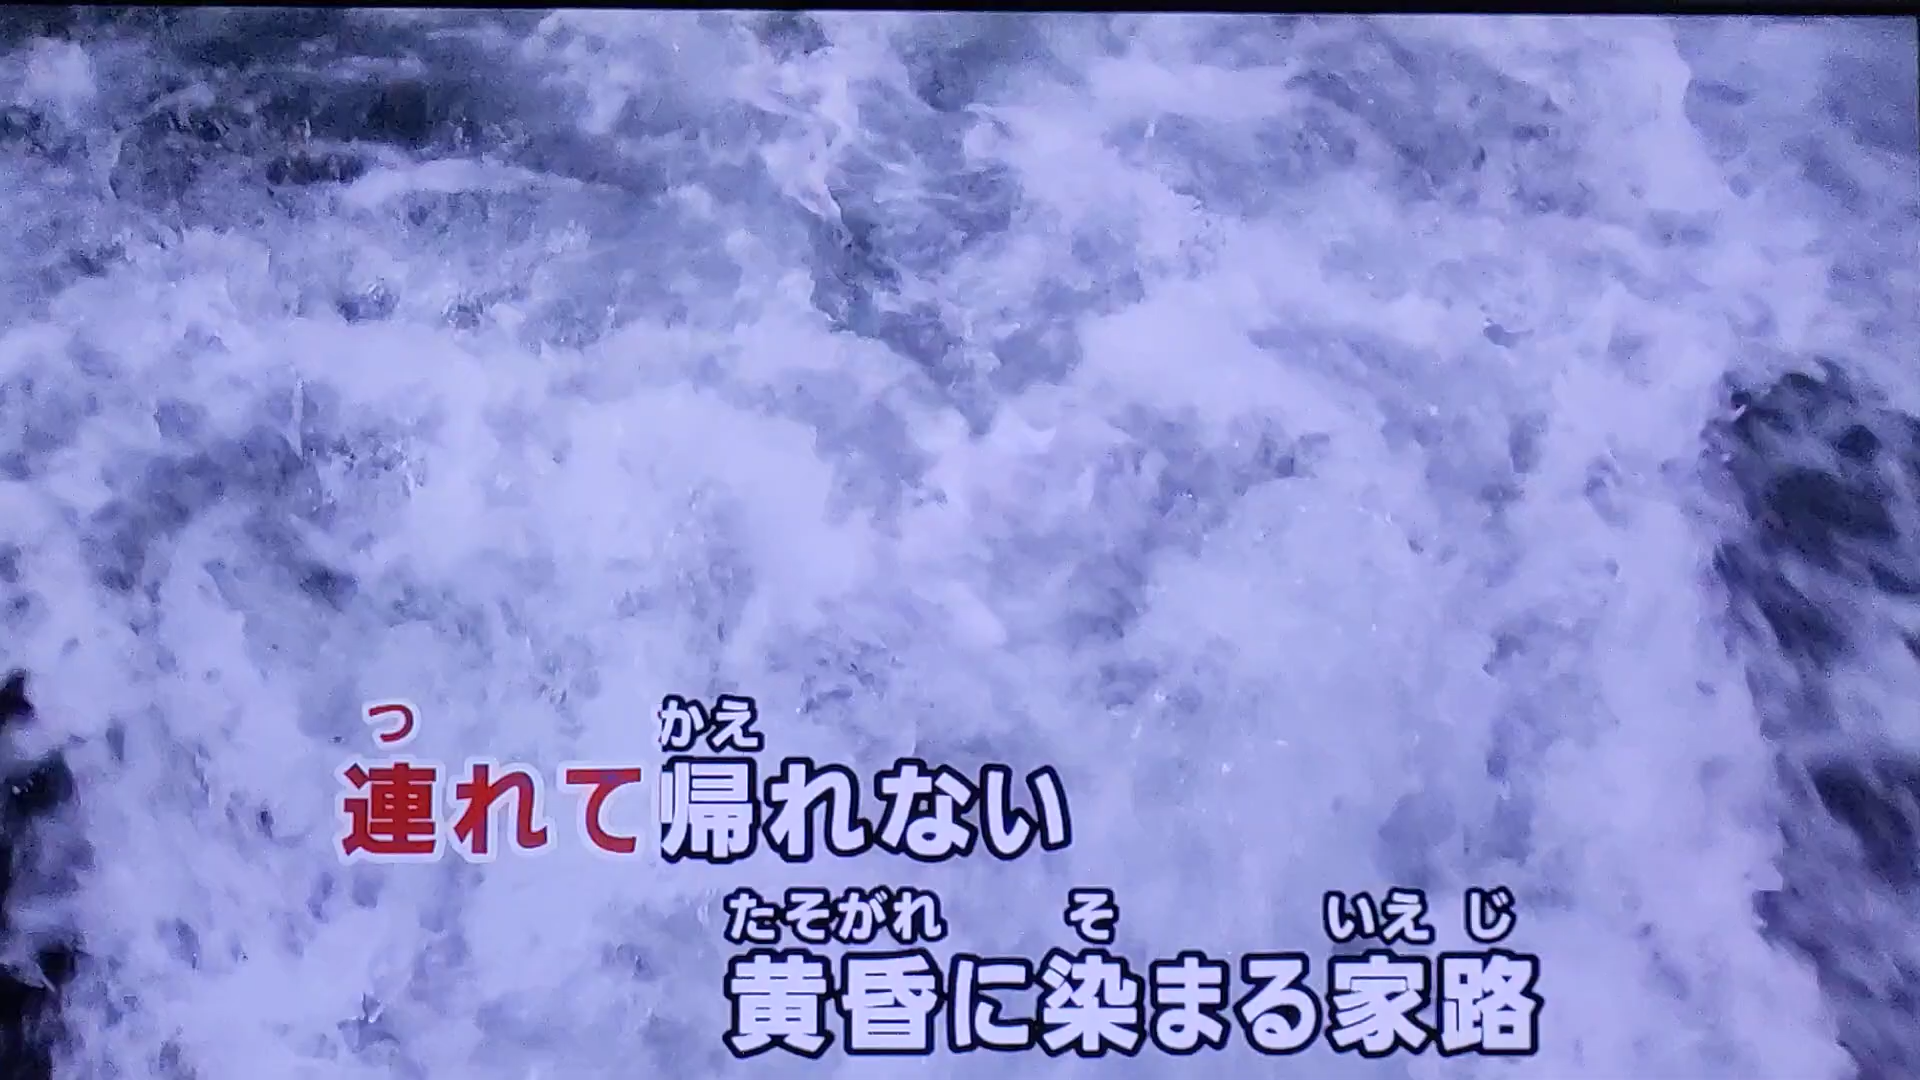 つ かえ
連れて帰れない
たそがれ そ いえ じ
黄昏に染まる家路